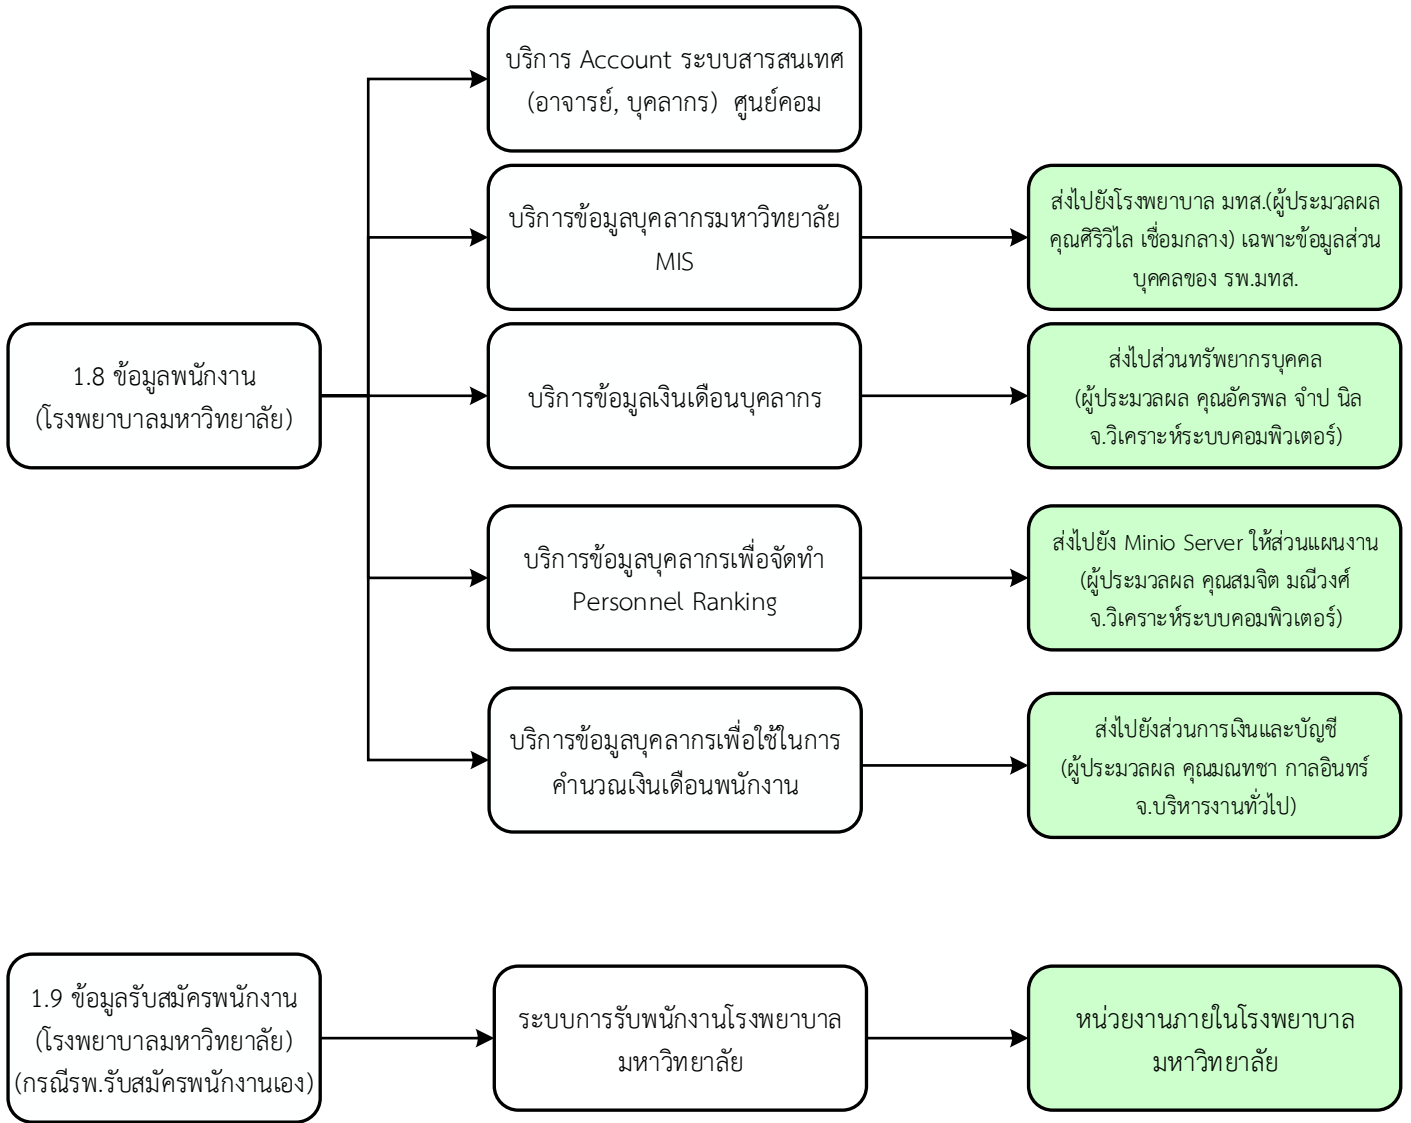 บริการ Account ระบบสารสนเทศ
(อาจารย์, บุคลากร) ศูนย์คอม
บริการข้อมูลบุคลากรมหาวิทยาลัย
MIS
ส่งไปยังโรงพยาบาล มทส.(ผู้ประมวลผล
คุณศิริวิไล เชื่อมกลาง) เฉพาะข้อมูลส่วน
บุคคลของ รพ.มทส.
1.8 ข้อมูลพนักงาน
(โรงพยาบาลมหาวิทยาลัย)
บริการข้อมูลเงินเดือนบุคลากร
ส่งไปส่วนทรัพยากรบุคคล
(ผู้ประมวลผล คุณอัครพล จำป นิล
จ.วิเคราะห์ระบบคอมพิวเตอร์)
บริการข้อมูลบุคลากรเพื่อจัดทำ
Personnel Ranking
ส่งไปยัง Minio Server ให้ส่วนแผนงาน
(ผู้ประมวลผล คุณสมจิต มณีวงศ์
จ.วิเคราะห์ระบบคอมพิวเตอร์)
บริการข้อมูลบุคลากรเพื่อใช้ในการ
คำนวณเงินเดือนพนักงาน
ส่งไปยังส่วนการเงินและบัญชี
(ผู้ประมวลผล คุณมณฑชา กาลอินทร์
จ.บริหารงานทั่วไป)
1.9 ข้อมูลรับสมัครพนักงาน
(โรงพยาบาลมหาวิทยาลัย)
(กรณีรพ.รับสมัครพนักงานเอง)
ระบบการรับพนักงานโรงพยาบาล
มหาวิทยาลัย
หน่วยงานภายในโรงพยาบาล
มหาวิทยาลัย